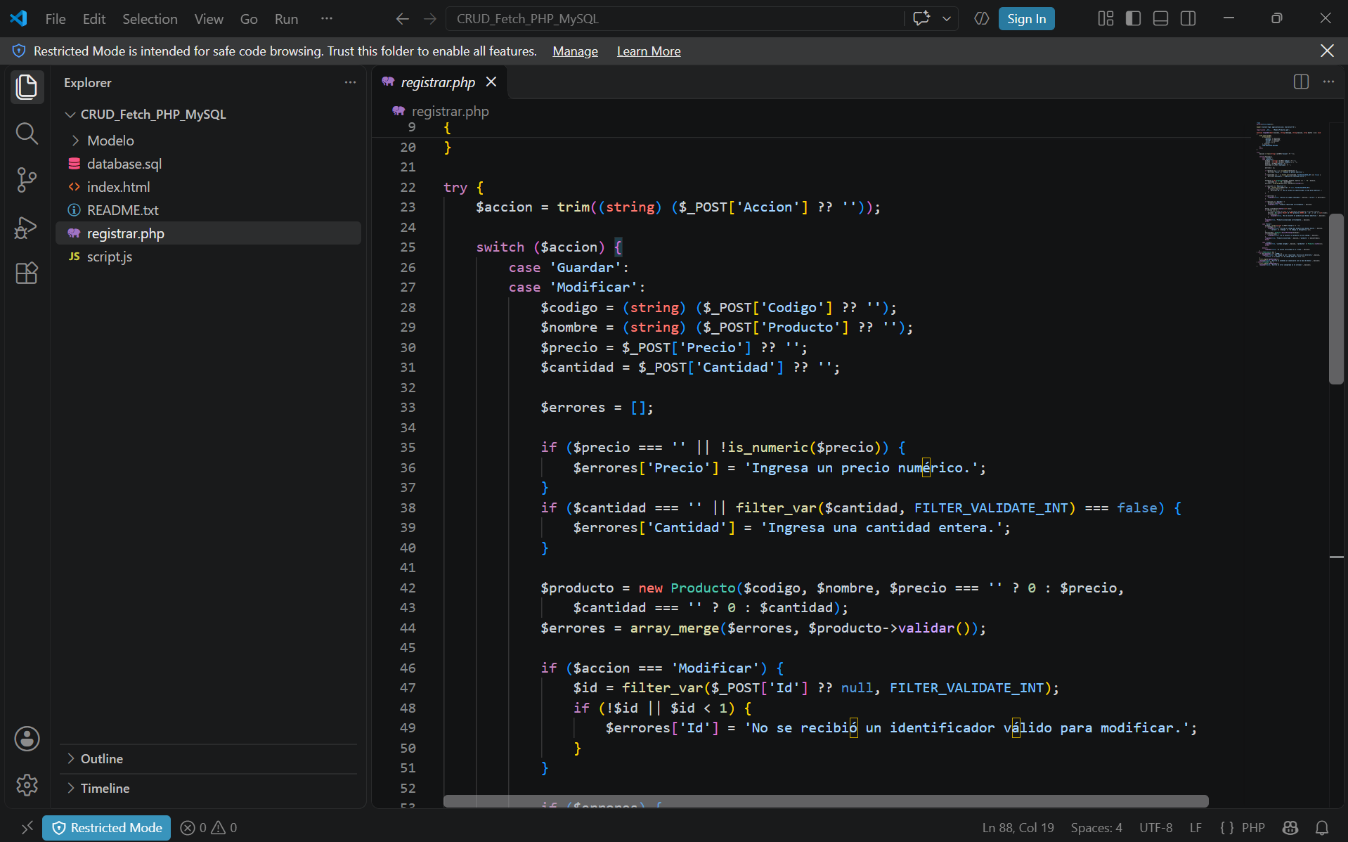 File Edit Selection View Go Run ··· CRUD_Fetch_PHP_MySQL Sign In
Restricted Mode is intended for safe code browsing. Trust this folder to enable all features. Manage Learn More
Explorer
CRUD_Fetch_PHP_MySQL
Modelo
database.sql
index.html
README.txt
registrar.php
JS script.js
Outline
Timeline
registrar.php
registrar.php
9 {
20 }
21
22 try {
23 $accion = trim((string) ($_POST['Accion'] ?? ''));
24
25 switch ($accion) {
26 case 'Guardar':
27 case 'Modificar':
28 $codigo = (string) ($_POST['Codigo'] ?? '');
29 $nombre = (string) ($_POST['Producto'] ?? '');
30 $precio = $_POST['Precio'] ?? '';
31 $cantidad = $_POST['Cantidad'] ?? '';
32
33 $errores = [];
34
35 if ($precio === '' || !is_numeric($precio)) {
36 $errores['Precio'] = 'Ingresa un precio numérico.';
37 }
38 if ($cantidad === '' || filter_var($cantidad, FILTER_VALIDATE_INT) === false) {
39 $errores['Cantidad'] = 'Ingresa una cantidad entera.';
40 }
41
42 $producto = new Producto($codigo, $nombre, $precio === '' ? 0 : $precio,
43 $cantidad === '' ? 0 : $cantidad);
44 $errores = array_merge($errores, $producto->validar());
45
46 if ($accion === 'Modificar') {
47 $id = filter_var($_POST['Id'] ?? null, FILTER_VALIDATE_INT);
48 if (!$id || $id < 1) {
49 $errores['Id'] = 'No se recibió un identificador válido para modificar.';
50 }
51 }
52
53 if ($errores) {
Restricted Mode 0 0 Ln 88, Col 19 Spaces: 4 UTF-8 LF { } PHP